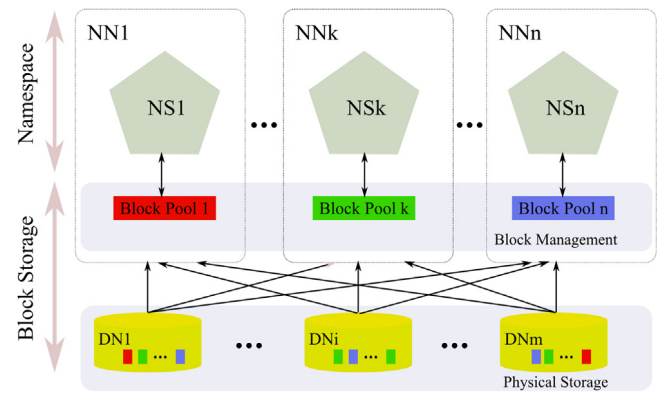 NN1
NNk
NNn
Namespace
NS1
...
NSk
...
NSn
Block Storage
Block Pool 1
Block Pool k
Block Pool n
Block Management
DN1
...
...
DNi
...
...
DNm
...
Physical Storage